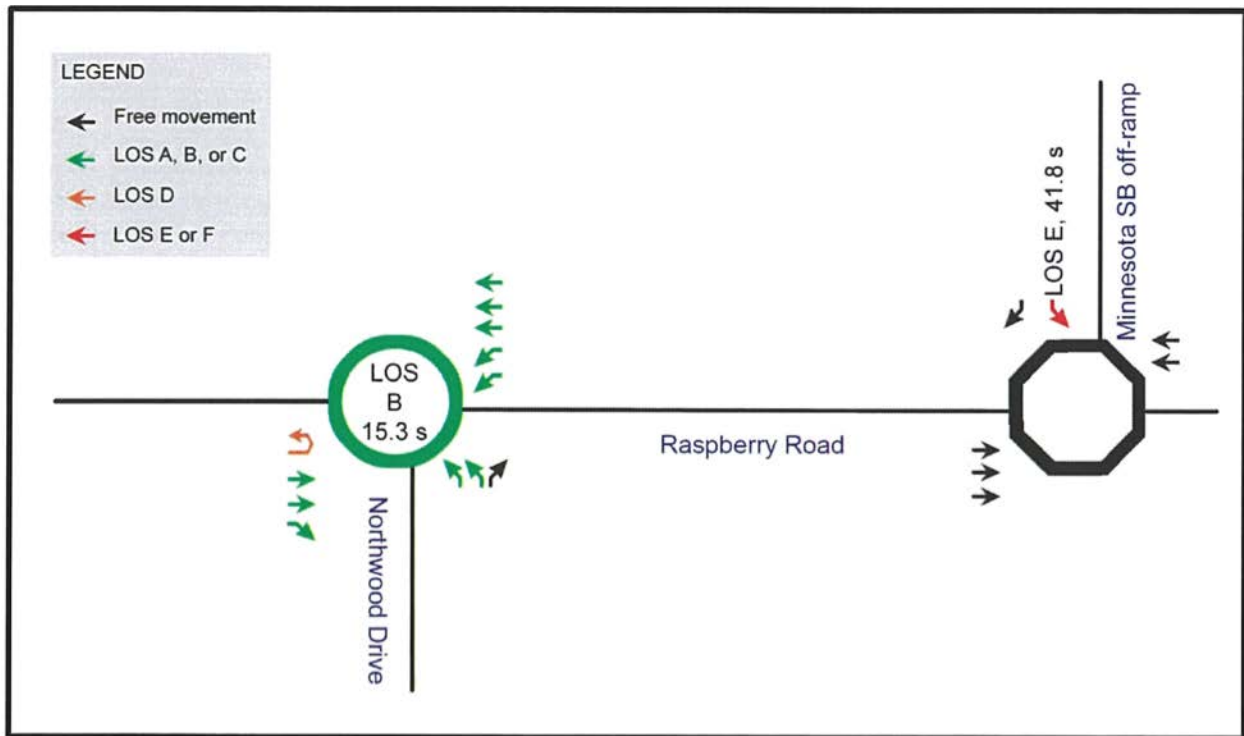 LEGEND
Free movement
LOS A, B, or C
LOS D
LOS E or F
LOS
B
15.3 s
Northwood Drive
Raspberry Road
LOS E, 41.8 s
Minnesota SB off-ramp